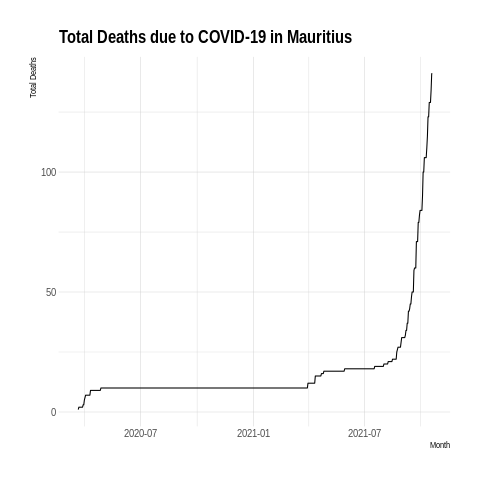 Total Deaths due to COVID-19 in Mauritius
Total Deaths
100
50
0
2020-07
2021-01
2021-07
Month